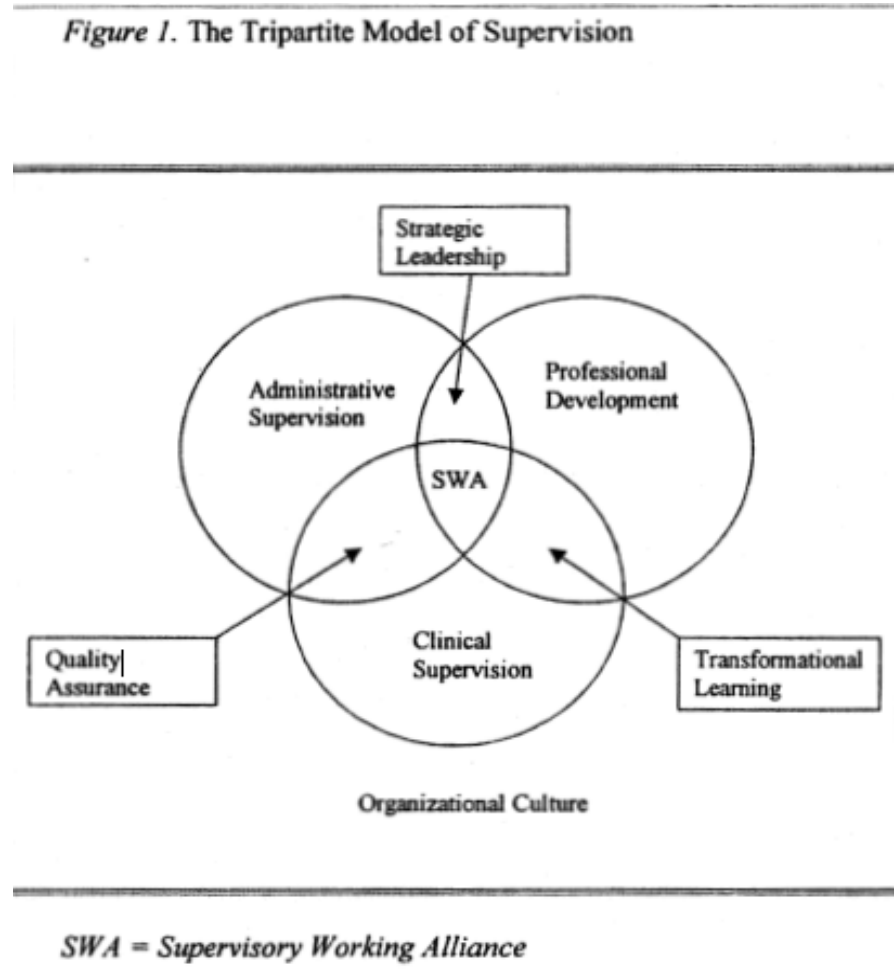 Figure 1. The Tripartite Model of Supervision
Strategic
Leadership
Administrative
Supervision
Professional
Development
SWA
Quality
Assurance
Clinical
Supervision
Transformational
Learning
Organizational Culture
SWA = Supervisory Working Alliance